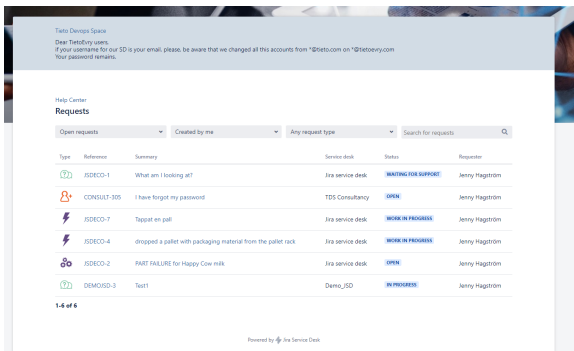 Tieto Devops Space
Dear TietoEvry users,
if your username for our SD is your email, please, be aware that we changed all this accounts from *@tieto.com on *@tietoevry.com
Your password remains.
Help Center
Requests
Open requests Created by me Any request type Search for requests
Type Reference Summary Service desk Status Requester
JSDECO-1 What am I looking at? Jira service desk WAITING FOR SUPPORT Jenny Hagström
CONSULT-305 I have forgot my password TDS Consultancy OPEN Jenny Hagström
JSDECO-7 Tappat en pall Jira service desk WORK IN PROGRESS Jenny Hagström
JSDECO-4 dropped a pallet with packaging material from the pallet rack Jira service desk WORK IN PROGRESS Jenny Hagström
JSDECO-2 PART FAILURE for Happy Cow milk Jira service desk OPEN Jenny Hagström
DEMOJSD-3 Test1 Demo_JSD IN PROGRESS Jenny Hagström
1-6 of 6
Powered by Jira Service Desk